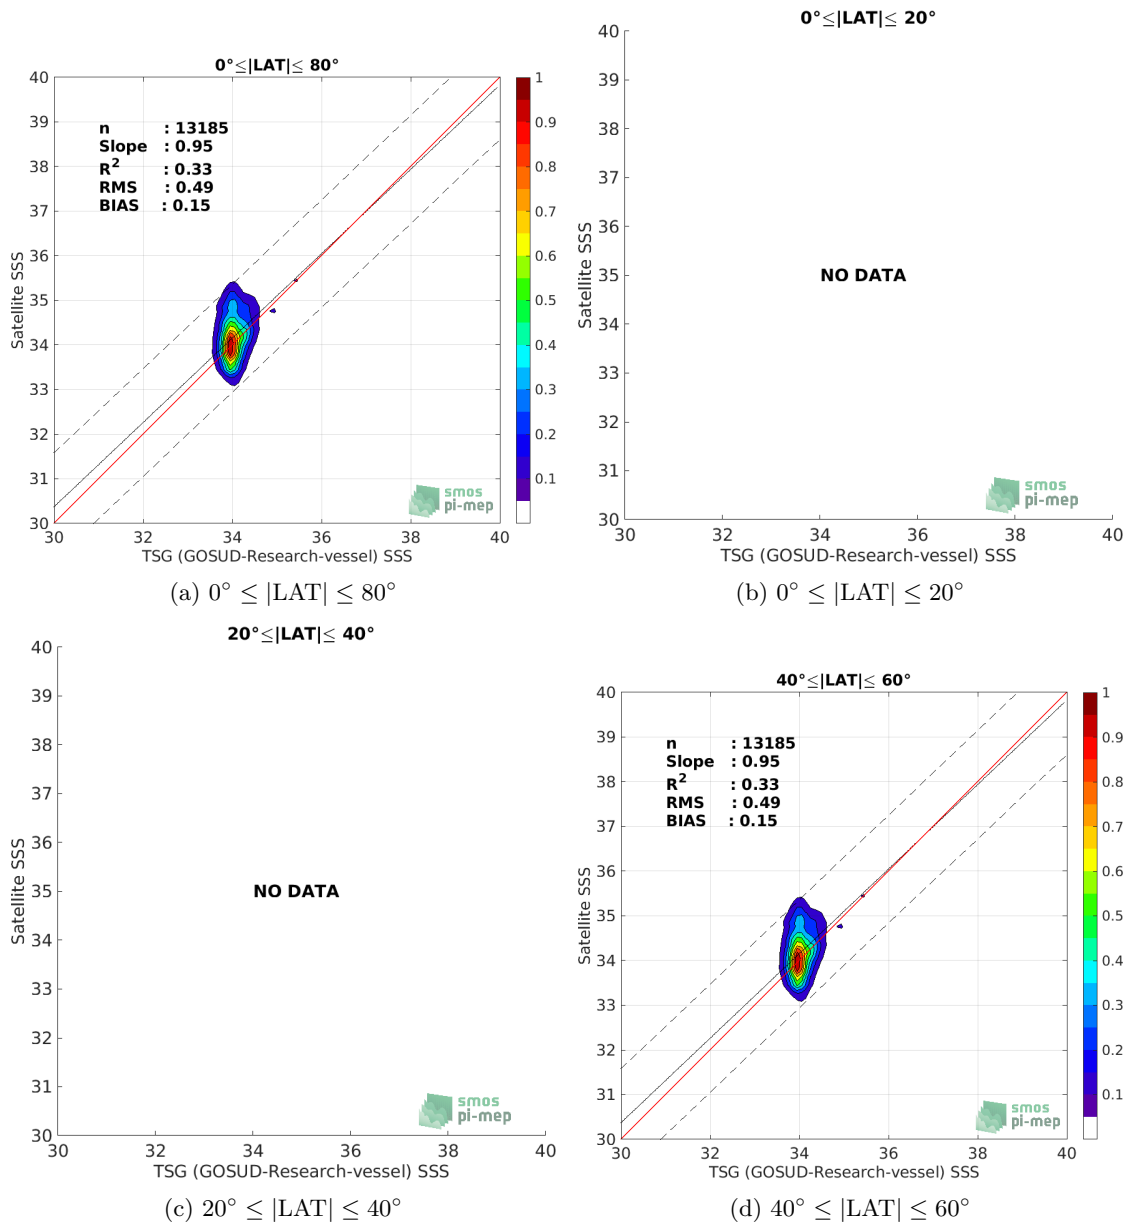 0°≤|LAT|≤ 80°
40
39
38
37
36
35
34
33
32
31
30
Satellite SSS
n : 13185
Slope : 0.95
R2 : 0.33
RMS : 0.49
BIAS : 0.15
1
0.9
0.8
0.7
0.6
0.5
0.4
0.3
0.2
0.1
smos
pi-mep
30 32 34 36 38 40
TSG (GOSUD-Research-vessel) SSS
(a) 0° ≤ |LAT| ≤ 80°
0°≤|LAT|≤ 20°
40
39
38
37
36
35
34
33
32
31
30
Satellite SSS
NO DATA
smos
pi-mep
30 32 34 36 38 40
TSG (GOSUD-Research-vessel) SSS
(b) 0° ≤ |LAT| ≤ 20°
20°≤|LAT|≤ 40°
40
39
38
37
36
35
34
33
32
31
30
Satellite SSS
NO DATA
smos
pi-mep
30 32 34 36 38 40
TSG (GOSUD-Research-vessel) SSS
(c) 20° ≤ |LAT| ≤ 40°
40°≤|LAT|≤ 60°
40
39
38
37
36
35
34
33
32
31
30
Satellite SSS
n : 13185
Slope : 0.95
R2 : 0.33
RMS : 0.49
BIAS : 0.15
1
0.9
0.8
0.7
0.6
0.5
0.4
0.3
0.2
0.1
smos
pi-mep
30 32 34 36 38 40
TSG (GOSUD-Research-vessel) SSS
(d) 40° ≤ |LAT| ≤ 60°